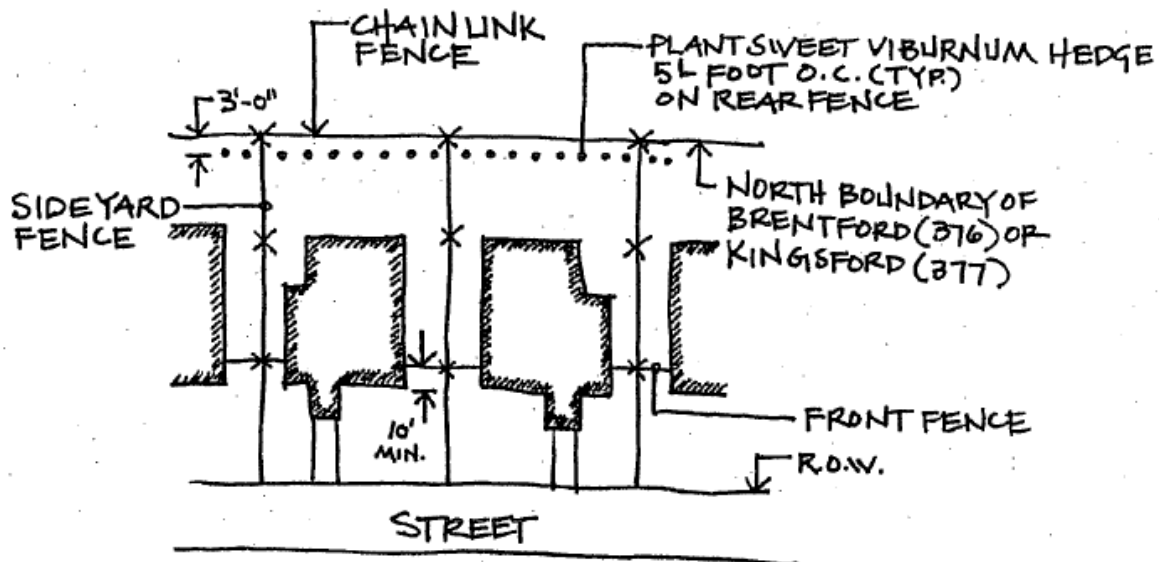 CHAIN LINK
FENCE
PLANT SWEET VIBURNUM HEDGE
5L FOOT O.C. (TYP.)
ON REAR FENCE
3'-0"
SIDEYARD
FENCE
NORTH BOUNDARY OF
BRENTFORD (376) OR
KINGSFORD (377)
10'
MIN.
FRONT FENCE
R.O.W.
STREET